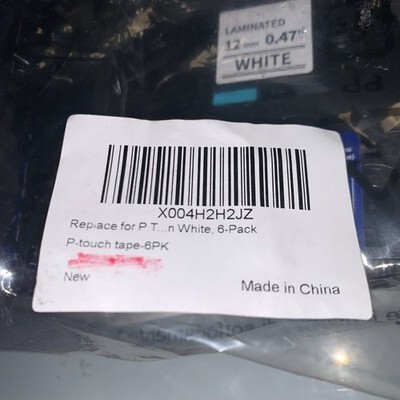 LAMINATED
12mm 0.47"
WHITE
X004H2H2JZ
Replace for P T...n White, 6-Pack
P-touch tape-6PK
New
Made in China